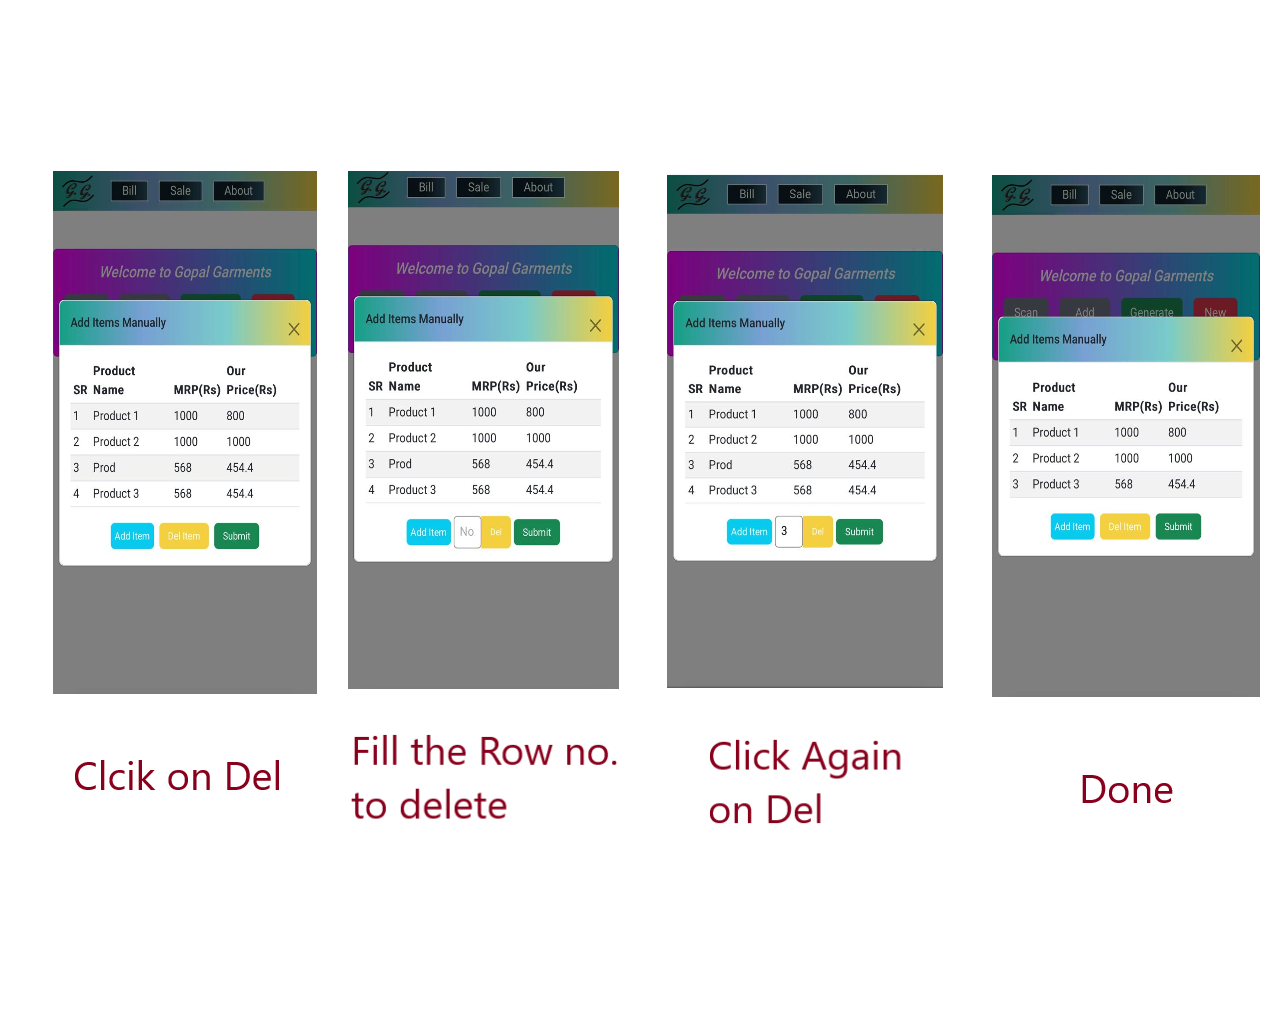 G.G.
Bill Sale About
Welcome to Gopal Garments
Add Items Manually
X
Product Our
SR Name MRP(Rs) Price(Rs)
1 Product 1 1000 800
2 Product 2 1000 1000
3 Prod 568 454.4
4 Product 3 568 454.4
Add Item Del Item Submit
Clcik on Del
G.G.
Bill Sale About
Welcome to Gopal Garments
Add Items Manually
X
Product Our
SR Name MRP(Rs) Price(Rs)
1 Product 1 1000 800
2 Product 2 1000 1000
3 Prod 568 454.4
4 Product 3 568 454.4
Add Item No Del Submit
Fill the Row no.
to delete
G.G.
Bill Sale About
Welcome to Gopal Garments
Add Items Manually
X
Product Our
SR Name MRP(Rs) Price(Rs)
1 Product 1 1000 800
2 Product 2 1000 1000
3 Prod 568 454.4
4 Product 3 568 454.4
Add Item 3 Del Submit
Click Again
on Del
G.G.
Bill Sale About
Welcome to Gopal Garments
Scan Add Generate New
Add Items Manually
X
Product Our
SR Name MRP(Rs) Price(Rs)
1 Product 1 1000 800
2 Product 2 1000 1000
3 Product 3 568 454.4
Add Item Del Item Submit
Done